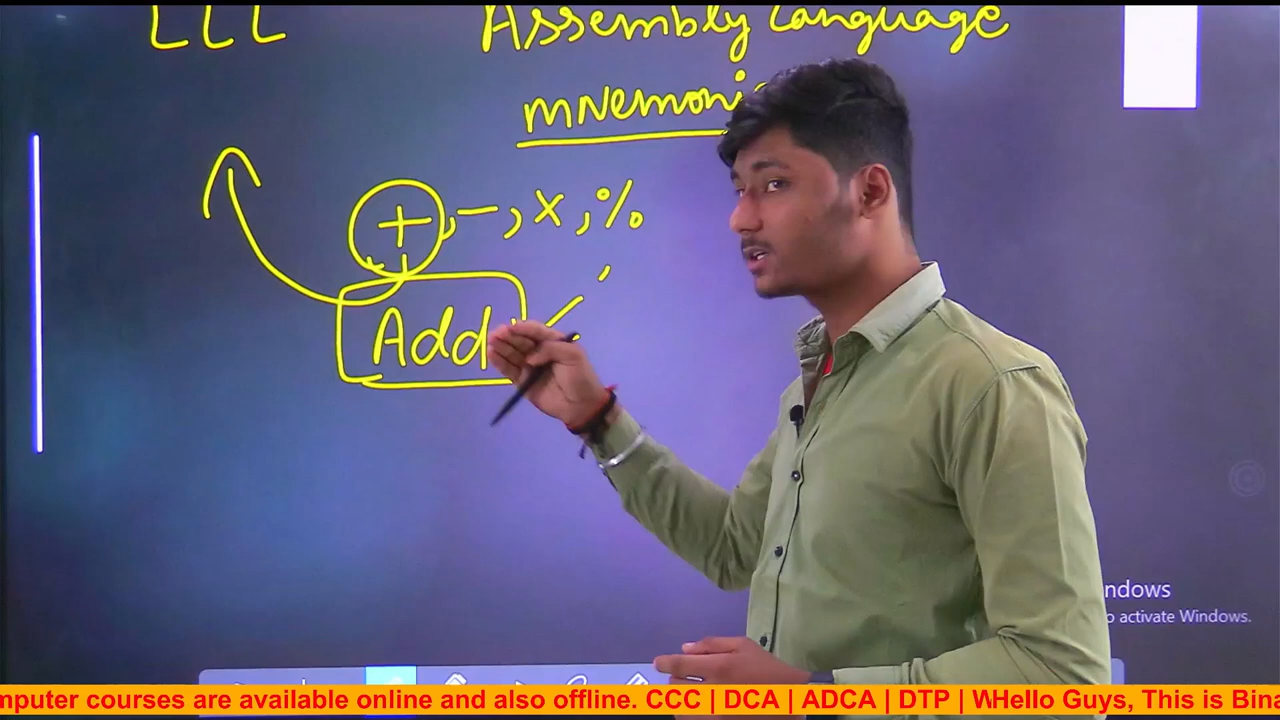 LLL Assembly Language
mnemoni
+, -, x, %
Add
ndows
o activate Windows.
mputer courses are available online and also offline. CCC | DCA | ADCA | DTP | WHello Guys, This is Bina